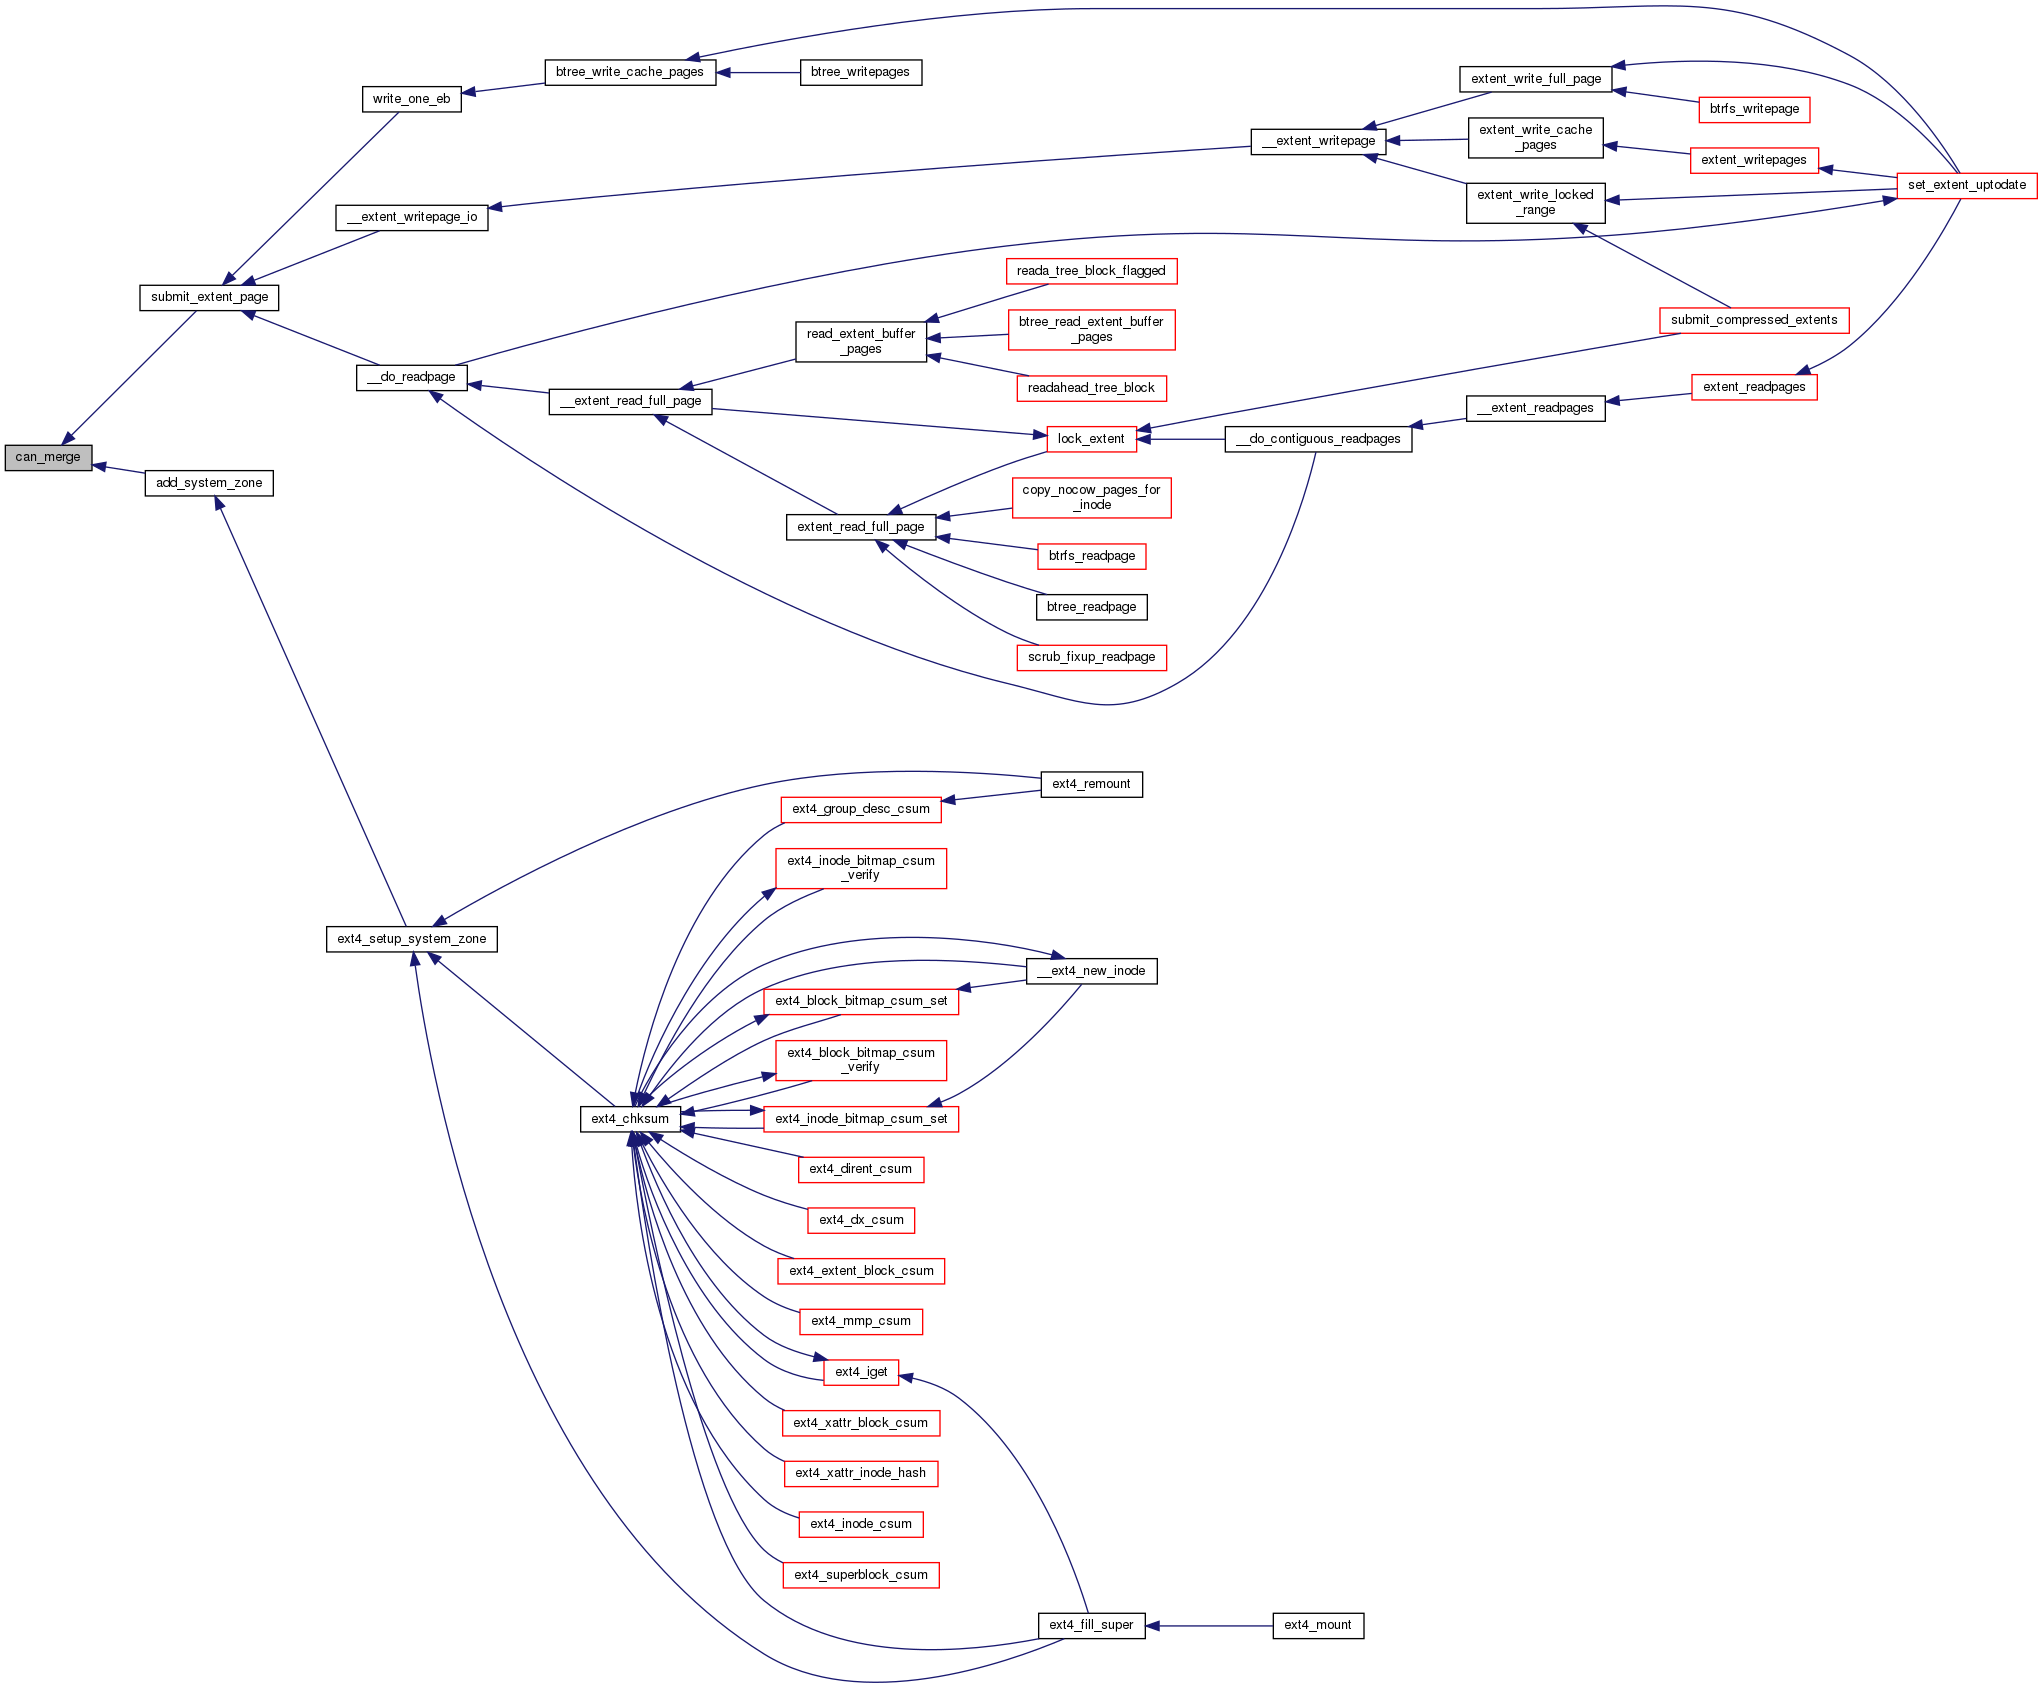 btree_write_cache_pages
btree_writepages
write_one_eb
extent_write_full_page
btrfs_writepage
__extent_writepage
extent_write_cache
_pages
extent_writepages
set_extent_uptodate
extent_write_locked
_range
__extent_writepage_io
submit_extent_page
reada_tree_block_flagged
read_extent_buffer
_pages
btree_read_extent_buffer
_pages
submit_compressed_extents
__do_readpage
readahead_tree_block
extent_readpages
__extent_read_full_page
__extent_readpages
lock_extent
__do_contiguous_readpages
can_merge
add_system_zone
copy_nocow_pages_for
_inode
extent_read_full_page
btrfs_readpage
btree_readpage
scrub_fixup_readpage
ext4_remount
ext4_group_desc_csum
ext4_inode_bitmap_csum
_verify
ext4_setup_system_zone
__ext4_new_inode
ext4_block_bitmap_csum_set
ext4_block_bitmap_csum
_verify
ext4_chksum
ext4_inode_bitmap_csum_set
ext4_dirent_csum
ext4_dx_csum
ext4_extent_block_csum
ext4_mmp_csum
ext4_iget
ext4_xattr_block_csum
ext4_xattr_inode_hash
ext4_inode_csum
ext4_superblock_csum
ext4_fill_super
ext4_mount